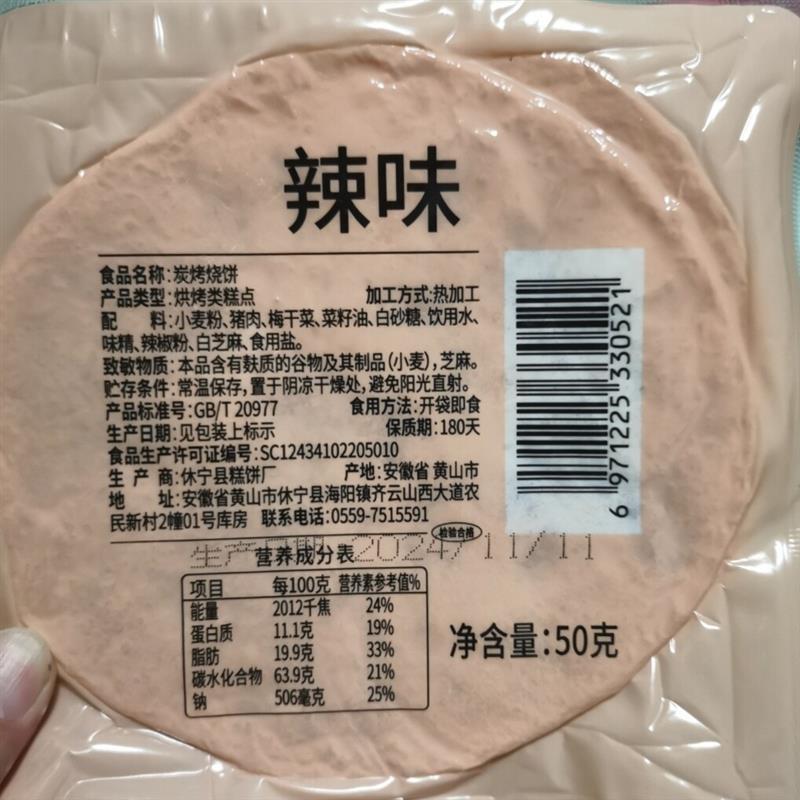 辣味
食品名称:炭烤烧饼
产品类型:烘烤类糕点 加工方式:热加工
配 料:小麦粉、猪肉、梅干菜、菜籽油、白砂糖、饮用水、
味精、辣椒粉、白芝麻、食用盐。
致敏物质:本品含有麸质的谷物及其制品(小麦),芝麻。
贮存条件:常温保存,置于阴凉干燥处,避免阳光直射。
产品标准号:GB/T 20977 食用方法:开袋即食
生产日期:见包装上标示 保质期:180天
食品生产许可证编号:SC12434102205010
生 产 商:休宁县糕饼厂 产地:安徽省 黄山市
地 址:安徽省黄山市休宁县海阳镇齐云山西大道农
民新村2幢01号库房 联系电话:0559-7515591
检验合格
生产日期:2024/11/11
营养成分表
项目 每100克 营养素参考值%
能量 2012千焦 24%
蛋白质 11.1克 19%
脂肪 19.9克 33%
碳水化合物 63.9克 21%
钠 506毫克 25%
净含量:50克
6 971225 330521